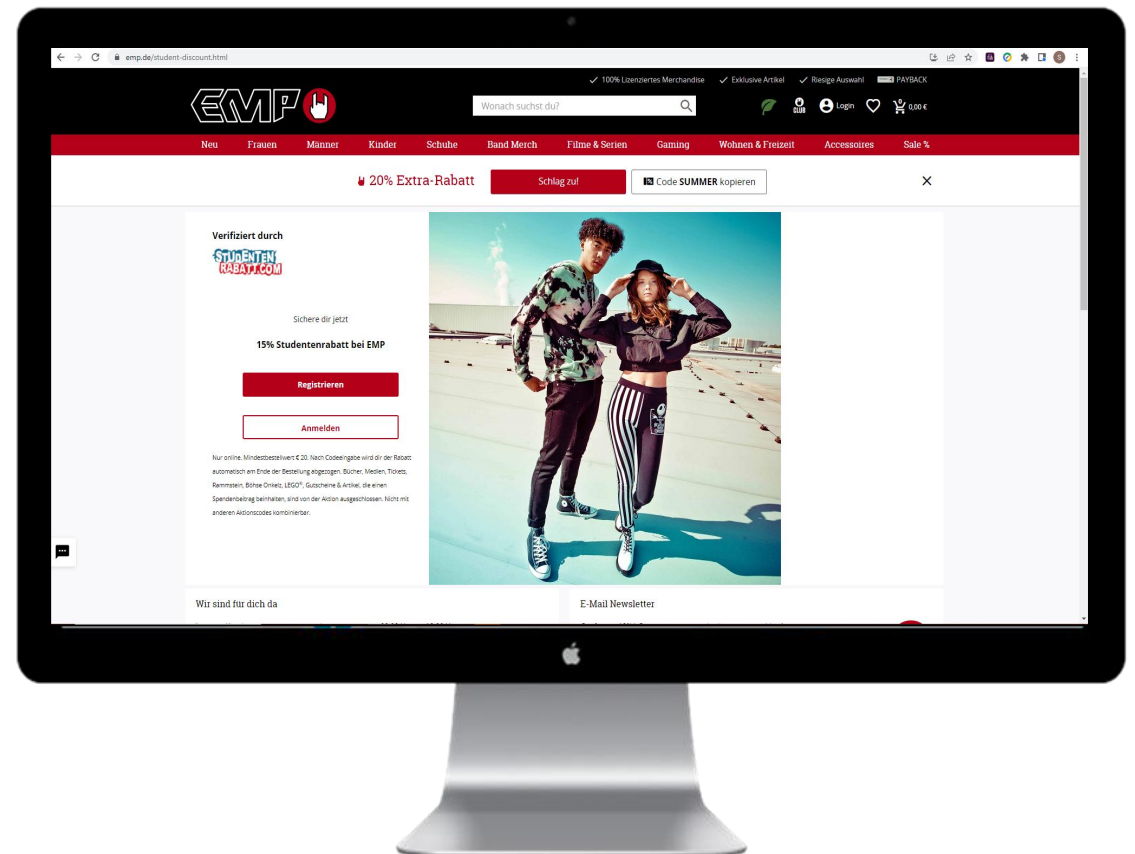 emp.de/student-discount.html
100% Lizenziertes Merchandise Exklusive Artikel Riesige Auswahl PAYBACK
EMP
Wonach suchst du?
CLUB
Login
0
0,00 €
Neu Frauen Männer Kinder Schuhe Band Merch Filme & Serien Gaming Wohnen & Freizeit Accessoires Sale %
20% Extra-Rabatt
Schlag zu!
Code SUMMER kopieren
Verifiziert durch
STUDENTEN
RABATT.COM
Sichere dir jetzt
15% Studentenrabatt bei EMP
Registrieren
Anmelden
Nur online. Mindestbestellwert € 20. Nach Codeeingabe wird dir der Rabatt
automatisch am Ende der Bestellung abgezogen. Bücher, Medien, Tickets,
Rammstein, Böhse Onkelz, LEGO®, Gutscheine & Artikel, die einen
Spendenbeitrag beinhalten, sind von der Aktion ausgeschlossen. Nicht mit
anderen Aktionscodes kombinierbar.
Wir sind für dich da
E-Mail Newsletter